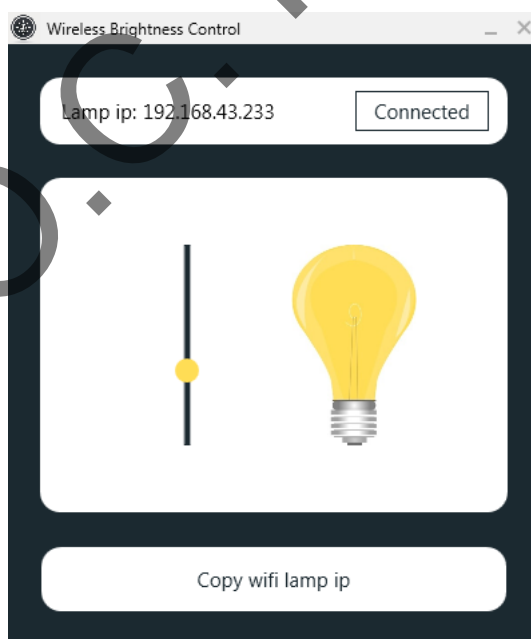 Wireless Brightness Control
Lamp ip: 192.168.43.233
Connected
Copy wifi lamp ip